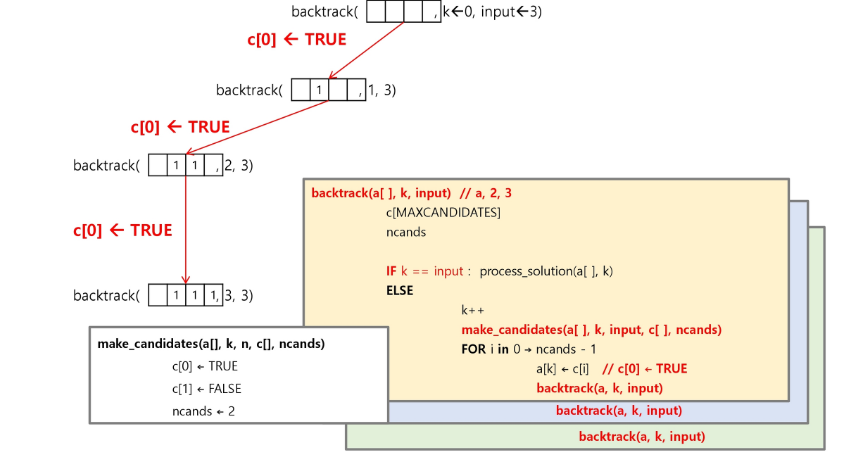 backtrack( , k←0, input←3)
c[0] ← TRUE
backtrack( 1 , 1, 3)
c[0] ← TRUE
backtrack( 1 1 , 2, 3)
c[0] ← TRUE
backtrack( 1 1 1, 3, 3)
backtrack(a[ ], k, input) // a, 2, 3
c[MAXCANDIDATES]
ncands
IF k == input : process_solution(a[ ], k)
ELSE
k++
make_candidates(a[ ], k, input, c[ ], ncands)
FOR i in 0 → ncands - 1
a[k] ← c[i] // c[0] ← TRUE
backtrack(a, k, input)
backtrack(a, k, input)
backtrack(a, k, input)
make_candidates(a[], k, n, c[], ncands)
c[0] ← TRUE
c[1] ← FALSE
ncands ← 2